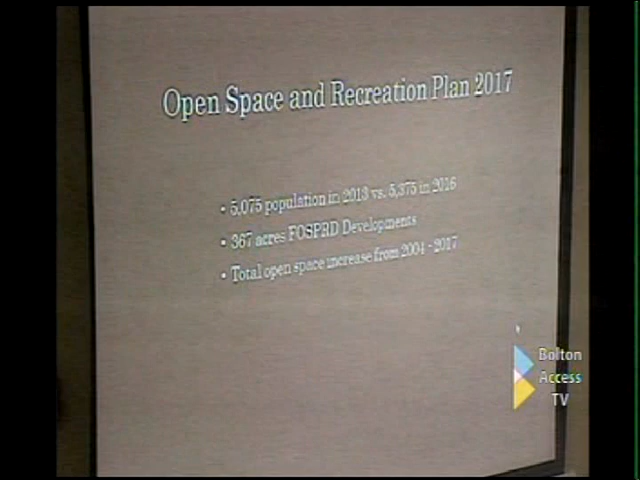 Open Space and Recreation Plan 2017
• 5,075 population in 2013 vs. 5,375 in 2016
• 367 acres FOSPRD Developments
• Total open space increase from 2004 - 2017
Bolton
Access
TV